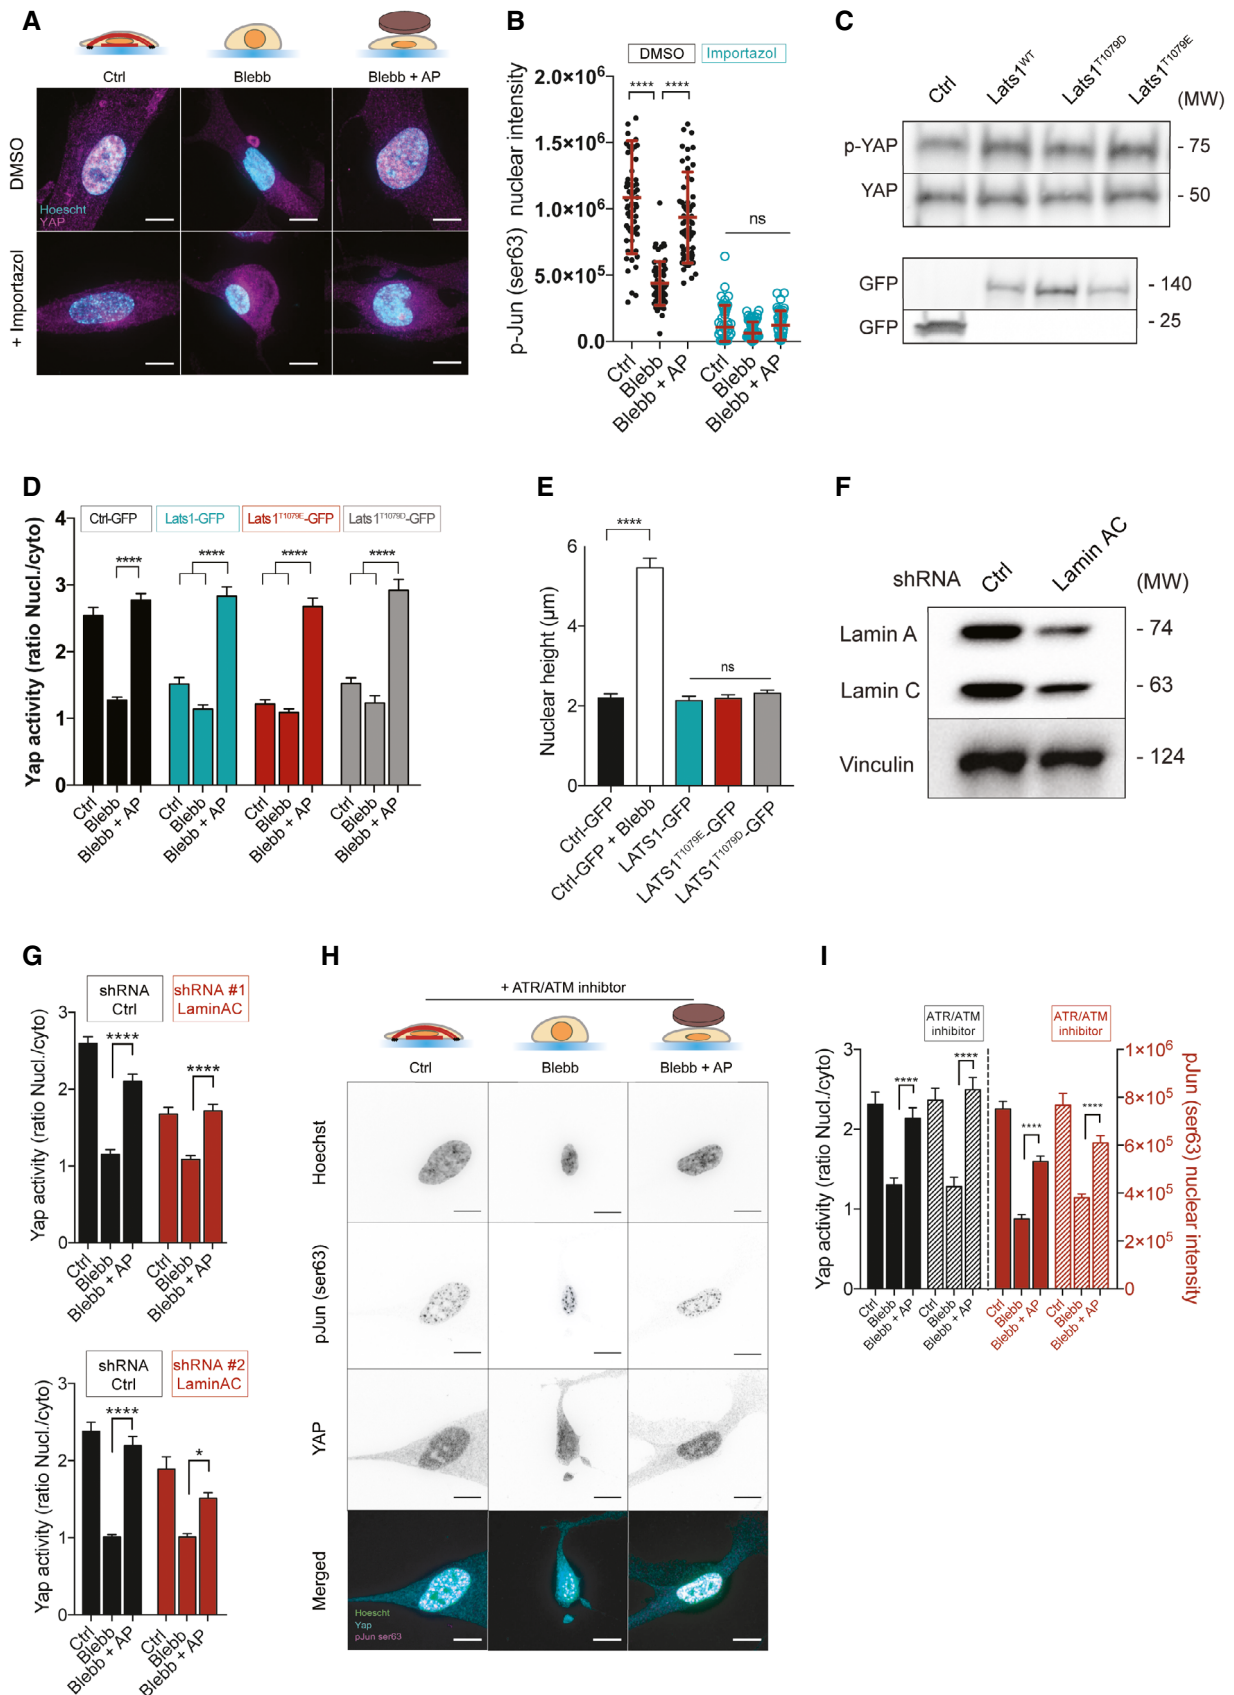 A
Ctrl
Blebb
Blebb + AP
DMSO
+ Importazol
Hoescht
YAP
B
DMSO
Importazol
p-Jun (ser63) nuclear intensity
2.0×10⁶
1.5×10⁶
1.0×10⁶
5.0×10⁵
0.0
****
****
ns
Ctrl
Blebb
Blebb + AP
Ctrl
Blebb
Blebb + AP
C
Ctrl
Lats1WT
Lats1T1079D
Lats1T1079E
(MW)
p-YAP
- 75
YAP
- 50
GFP
- 140
GFP
- 25
D
Ctrl-GFP
Lats1-GFP
Lats1T1079E-GFP
Lats1T1079D-GFP
Yap activity (ratio Nucl./cyto)
4
3
2
1
0
****
****
****
****
Ctrl
Blebb
Blebb + AP
Ctrl
Blebb
Blebb + AP
Ctrl
Blebb
Blebb + AP
Ctrl
Blebb
Blebb + AP
E
Nuclear height (µm)
6
4
2
0
****
ns
Ctrl-GFP
Ctrl-GFP + Blebb
LATS1-GFP
LATS1T1079E-GFP
LATS1T1079D-GFP
F
shRNA
Ctrl
Lamin AC
(MW)
Lamin A
- 74
Lamin C
- 63
Vinculin
- 124
G
shRNA
Ctrl
shRNA #1
LaminAC
Yap activity (ratio Nucl./cyto)
3
2
1
0
****
****
Ctrl
Blebb
Blebb + AP
Ctrl
Blebb
Blebb + AP
shRNA
Ctrl
shRNA #2
LaminAC
Yap activity (ratio Nucl./cyto)
3
2
1
0
****
*
Ctrl
Blebb
Blebb + AP
Ctrl
Blebb
Blebb + AP
H
+ ATR/ATM inhibtor
Ctrl
Blebb
Blebb + AP
Hoechst
pJun (ser63)
YAP
Merged
Hoescht
Yap
pJun ser63
I
ATR/ATM
inhibitor
ATR/ATM
inhibitor
Yap activity (ratio Nucl./cyto)
3
2
1
0
****
****
****
****
1×10⁶
8×10⁵
6×10⁵
4×10⁵
2×10⁵
0
pJun (ser63) nuclear intensity
Ctrl
Blebb
Blebb + AP
Ctrl
Blebb
Blebb + AP
Ctrl
Blebb
Blebb + AP
Ctrl
Blebb
Blebb + AP